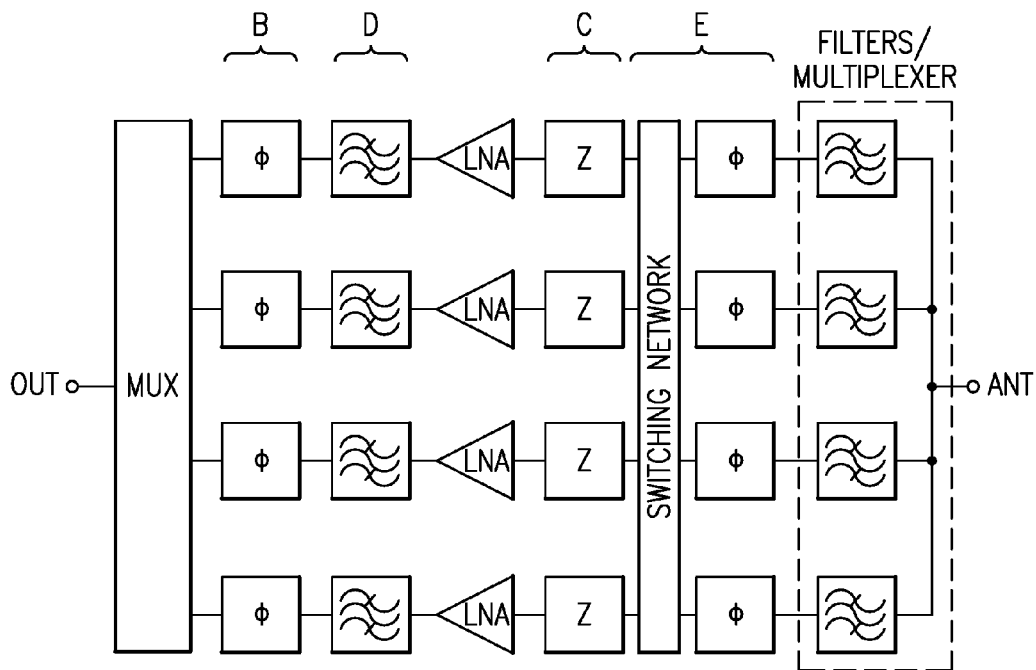 B D C E
FILTERS/
MULTIPLEXER
ϕ LNA Z ϕ
ϕ LNA Z ϕ
OUT MUX SWITCHING NETWORK ANT
ϕ LNA Z ϕ
ϕ LNA Z ϕ